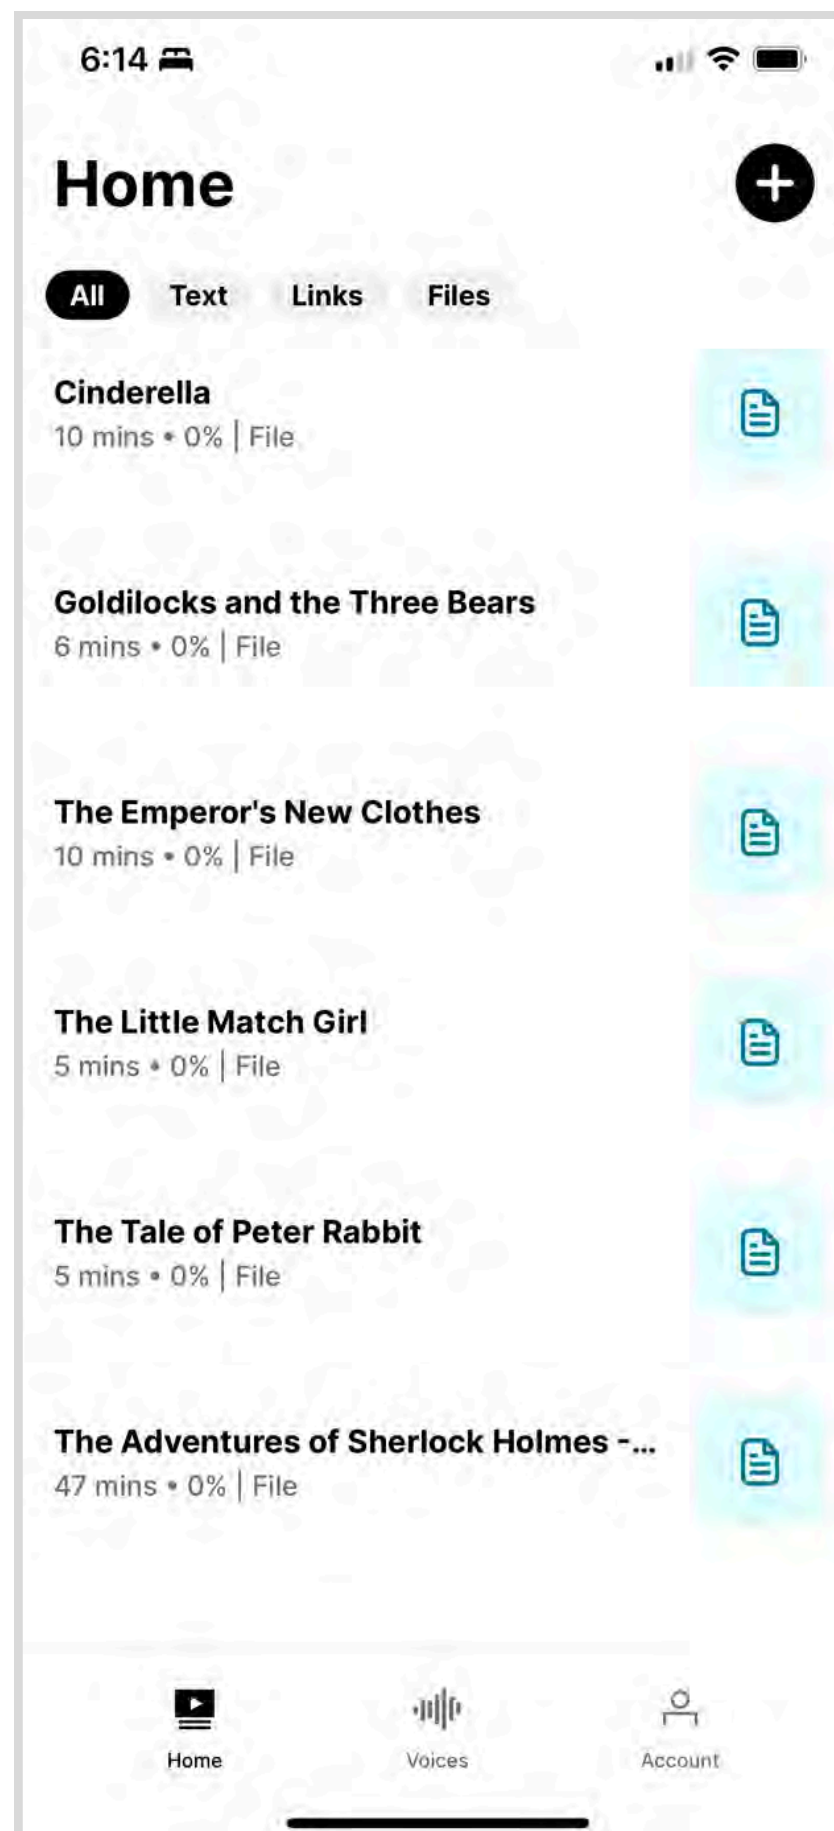 6:14
Home
All Text Links Files
Cinderella
10 mins • 0% | File
Goldilocks and the Three Bears
6 mins • 0% | File
The Emperor's New Clothes
10 mins • 0% | File
The Little Match Girl
5 mins • 0% | File
The Tale of Peter Rabbit
5 mins • 0% | File
The Adventures of Sherlock Holmes -...
47 mins • 0% | File
Home Voices Account